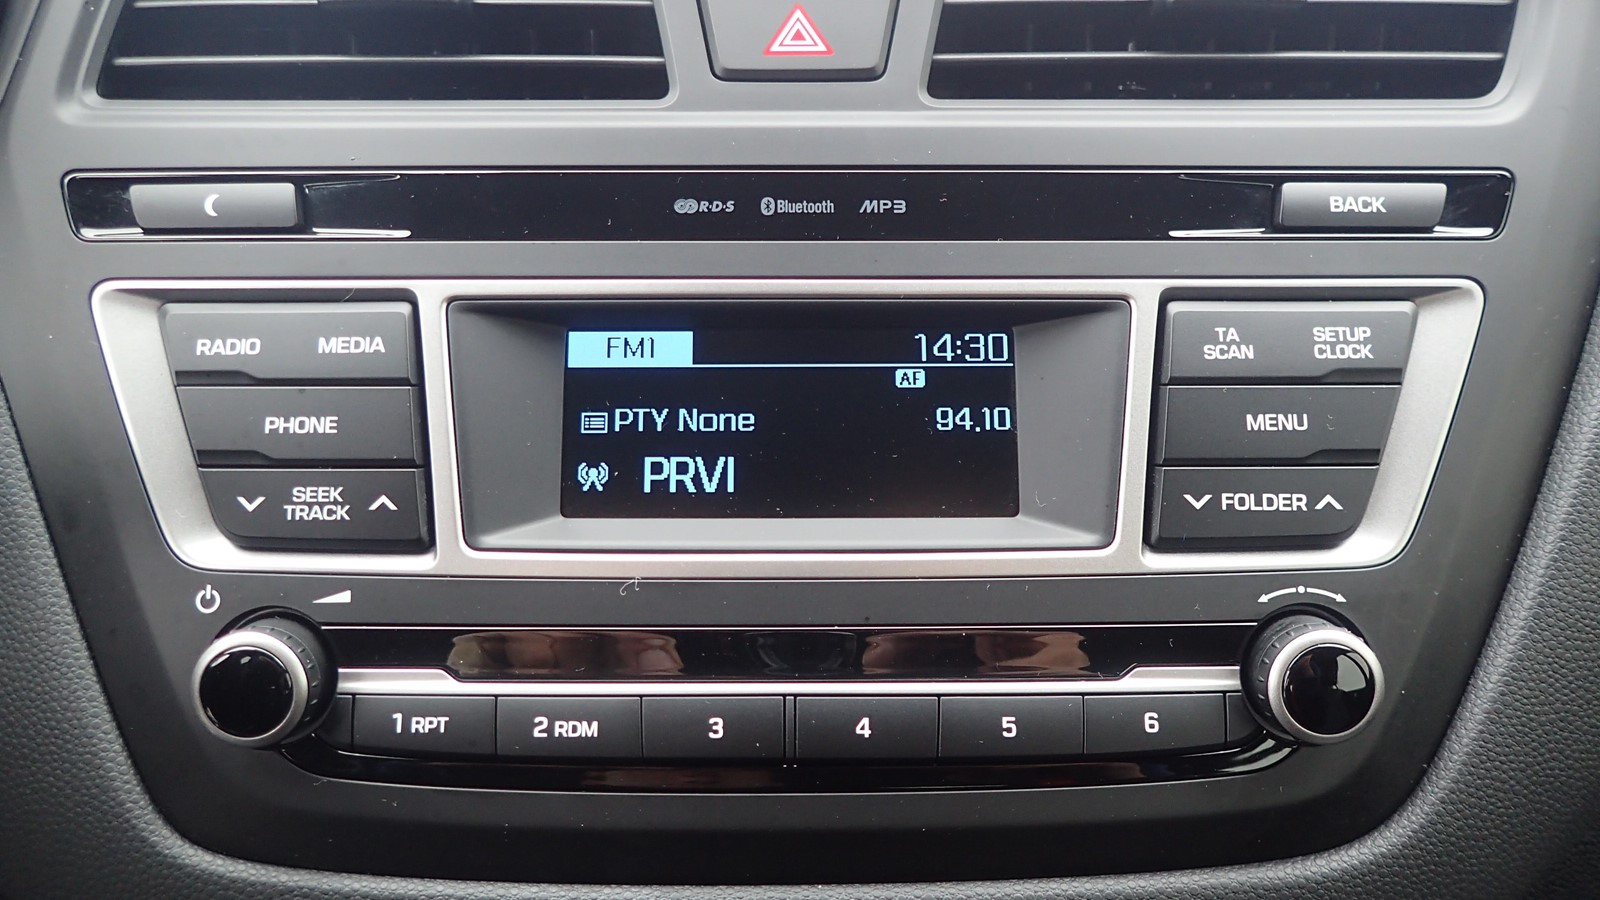 R·D·S Bluetooth MP3
BACK
RADIO MEDIA
PHONE
SEEK
TRACK
FM1 14:30
AF
PTY None 94.10
PRVI
TA
SCAN
SETUP
CLOCK
MENU
FOLDER
1 RPT 2 RDM 3 4 5 6